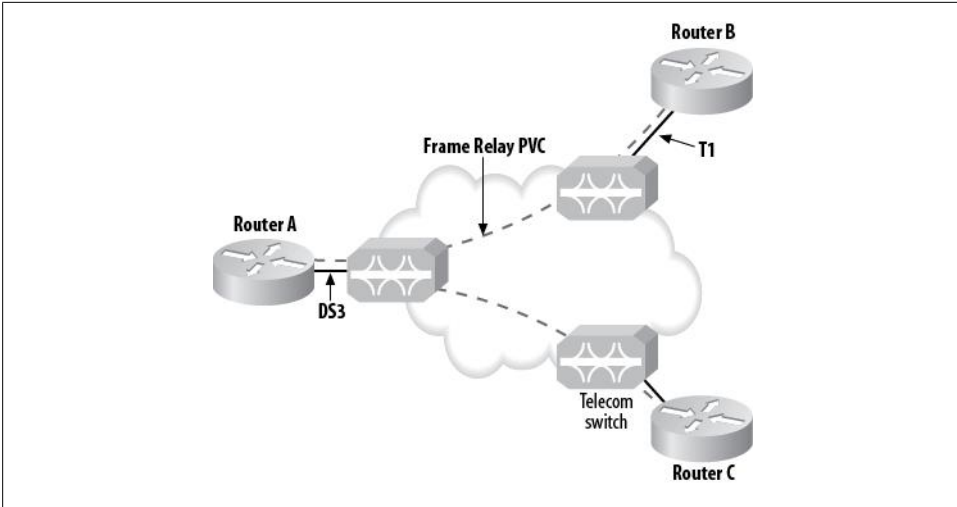 Router B
Frame Relay PVC
T1
Router A
DS3
Telecom
switch
Router C